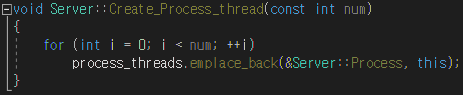 void Server::Create_Process_thread(const int num)
{
    for (int i = 0; i < num; ++i)
        process_threads.emplace_back(&Server::Process, this);
}